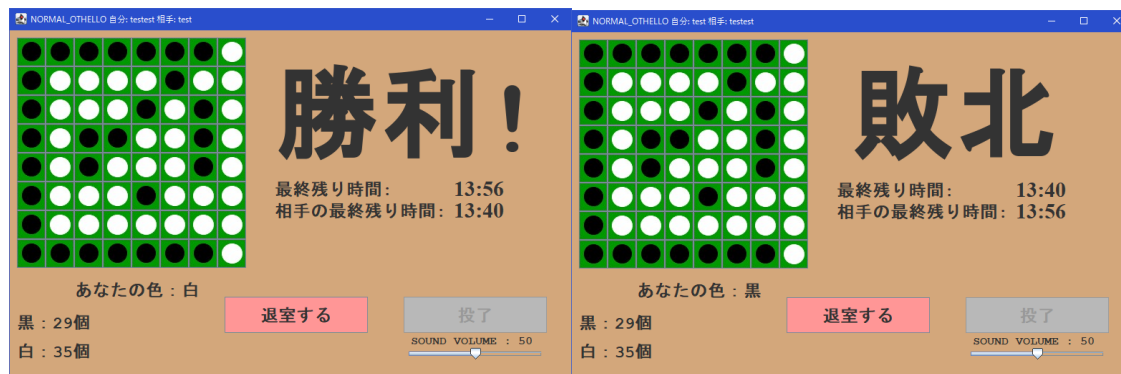 NORMAL_OTHELLO 自分: testest 相手: test
勝利!
最終残り時間: 13:56
相手の最終残り時間: 13:40
あなたの色：白
黒：29個
白：35個
退室する
投了
SOUND VOLUME : 50
NORMAL_OTHELLO 自分: test 相手: testest
敗北
最終残り時間: 13:40
相手の最終残り時間: 13:56
あなたの色：黒
黒：29個
白：35個
退室する
投了
SOUND VOLUME : 50